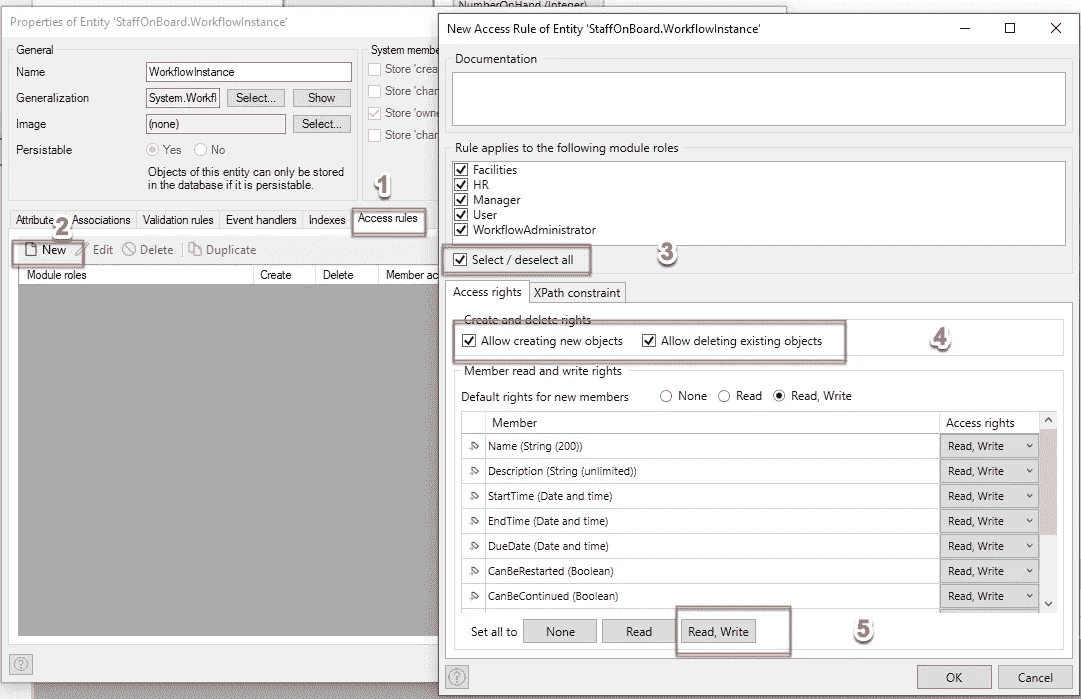 NumberOnHand (Integer)
Properties of Entity 'StaffOnBoard.WorkflowInstance'
General
Name
WorkflowInstance
Generalization
System.Workfl
Select...
Show
Image
(none)
Select...
Persistable
Yes
No
Objects of this entity can only be stored
in the database if it is persistable.
System membe
Store 'crea
Store 'chan
Store 'owne
Store 'chan
1
Attribute
Associations
Validation rules
Event handlers
Indexes
Access rules
2
New
Edit
Delete
Duplicate
Module roles
Create
Delete
Member ac
New Access Rule of Entity 'StaffOnBoard.WorkflowInstance'
Documentation
Rule applies to the following module roles
Facilities
HR
Manager
User
WorkflowAdministrator
Select / deselect all
3
Access rights
XPath constraint
Create and delete rights
Allow creating new objects
Allow deleting existing objects
4
Member read and write rights
Default rights for new members
None
Read
Read, Write
Member
Access rights
Name (String (200))
Read, Write
Description (String (unlimited))
Read, Write
StartTime (Date and time)
Read, Write
EndTime (Date and time)
Read, Write
DueDate (Date and time)
Read, Write
CanBeRestarted (Boolean)
Read, Write
CanBeContinued (Boolean)
Read, Write
Set all to
None
Read
Read, Write
5
OK
Cancel